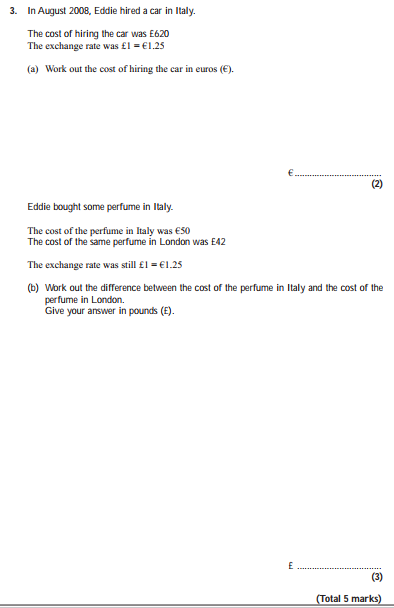 3. In August 2008, Eddie hired a car in Italy.
The cost of hiring the car was £620
The exchange rate was £1 = €1.25
(a) Work out the cost of hiring the car in euros (€).
€ ..................................
(2)
Eddie bought some perfume in Italy.
The cost of the perfume in Italy was €50
The cost of the same perfume in London was £42
The exchange rate was still £1 = €1.25
(b) Work out the difference between the cost of the perfume in Italy and the cost of the
perfume in London.
Give your answer in pounds (£).
£ ..................................
(3)
(Total 5 marks)